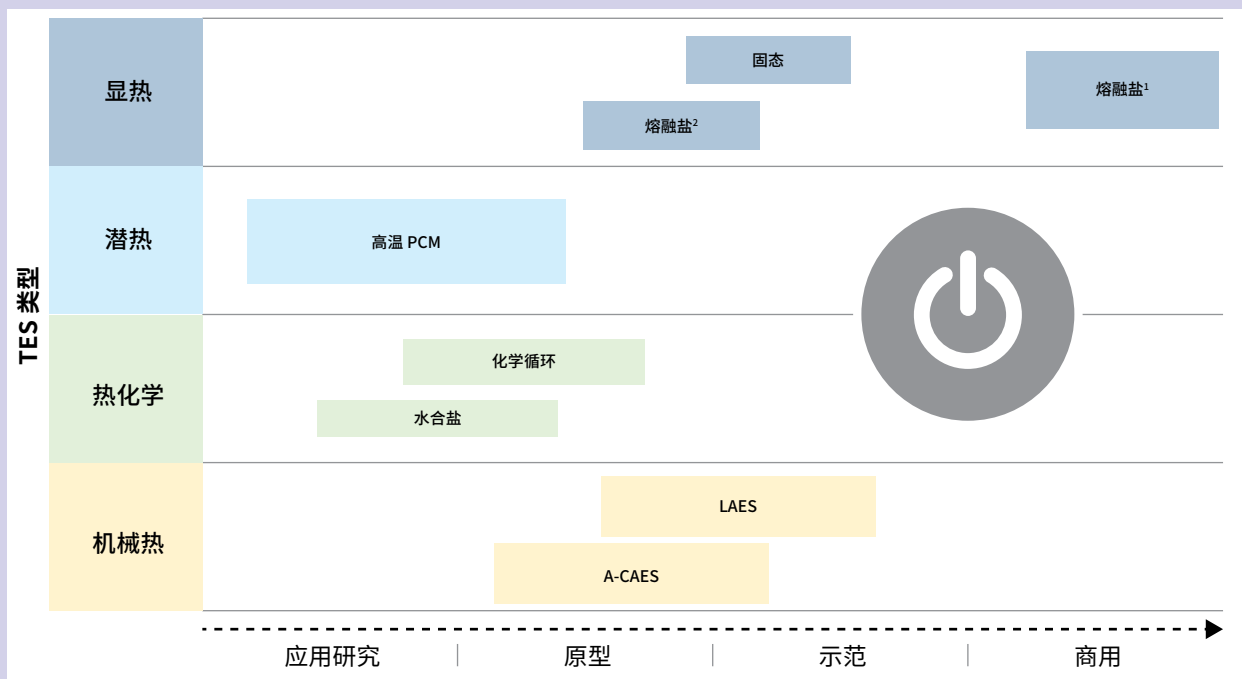 TES 类型
显热
固态
熔融盐¹
熔融盐²
潜热
高温 PCM
热化学
化学循环
水合盐
机械热
LAES
A-CAES
应用研究
原型
示范
商用